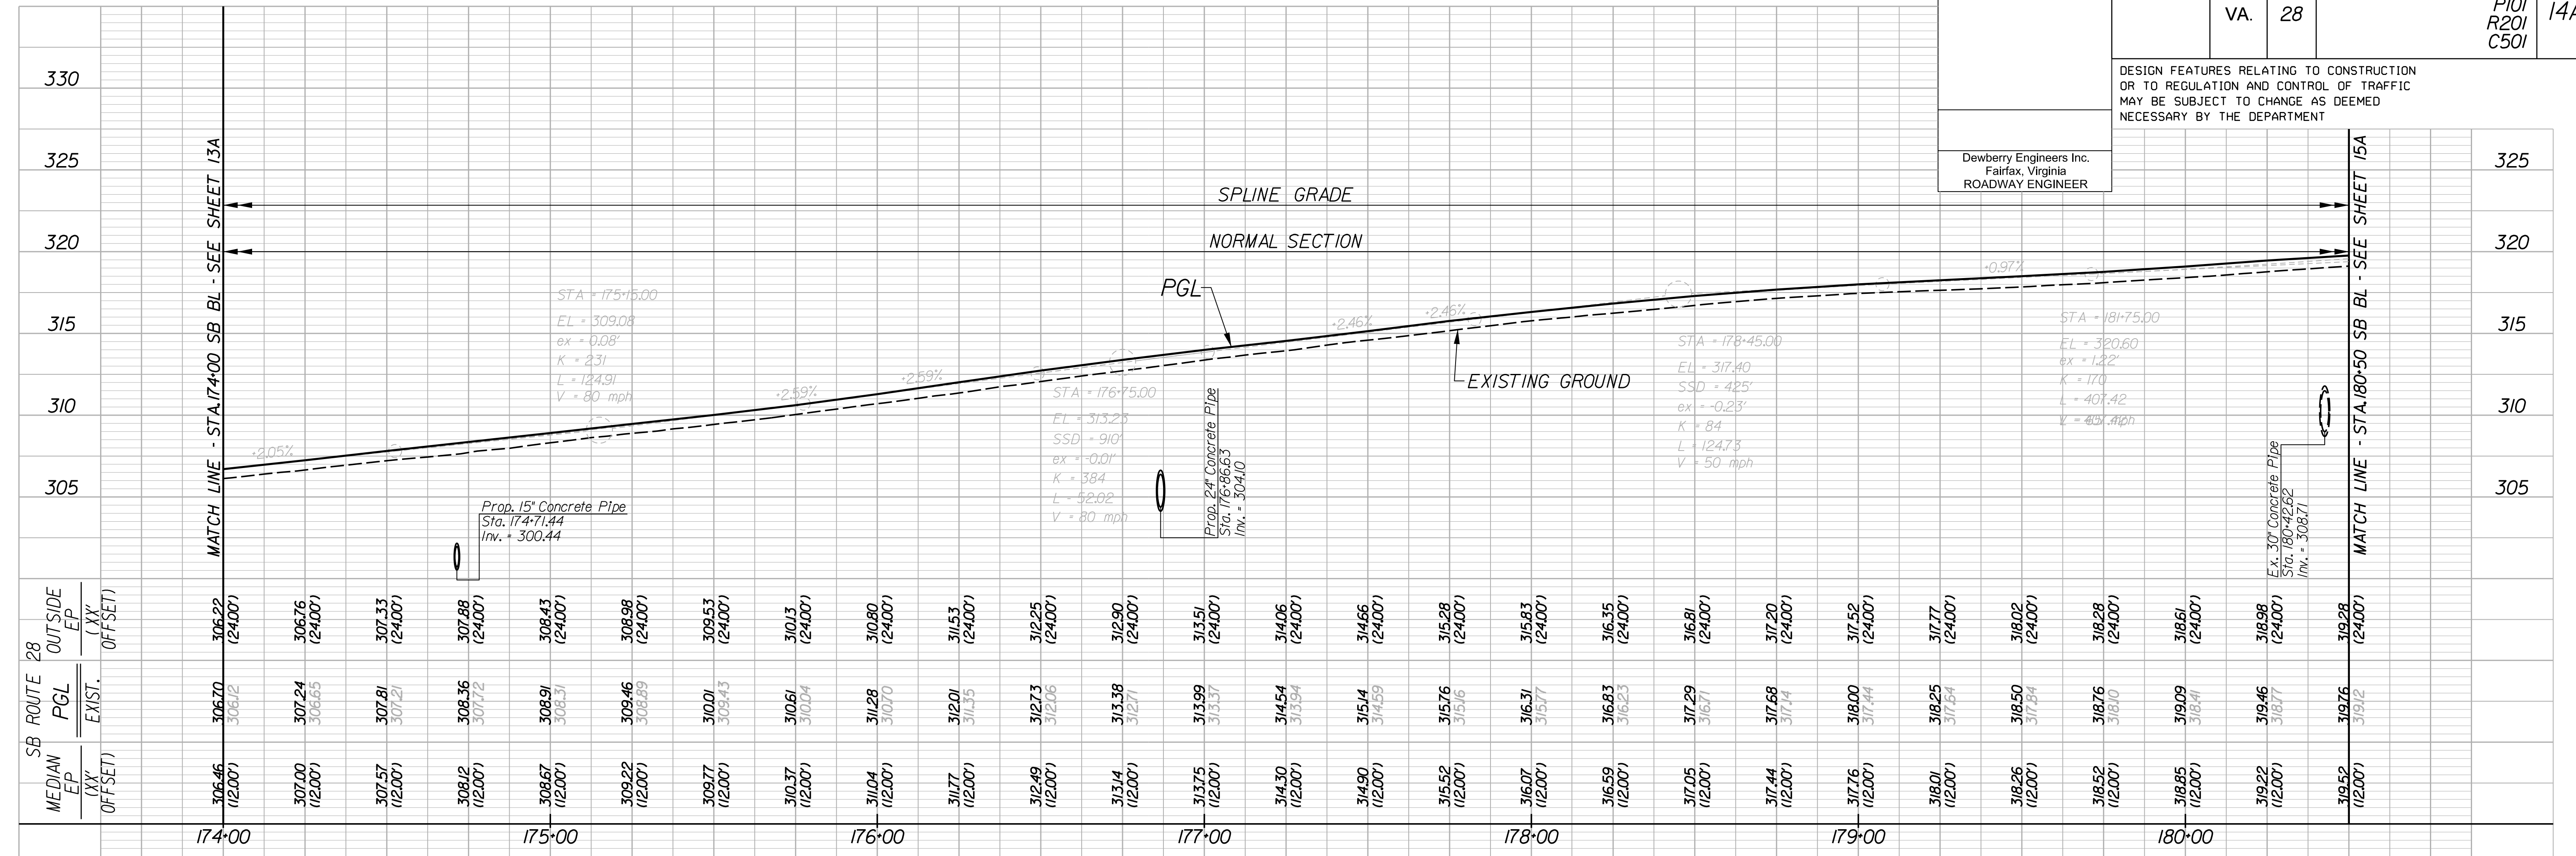 VA.
28
P101
R201
C501
14A
DESIGN FEATURES RELATING TO CONSTRUCTION
OR TO REGULATION AND CONTROL OF TRAFFIC
MAY BE SUBJECT TO CHANGE AS DEEMED
NECESSARY BY THE DEPARTMENT
Dewberry Engineers Inc.
Fairfax, Virginia
ROADWAY ENGINEER
330
325
320
315
310
305
325
320
315
310
305
MATCH LINE - STA.174+00 SB BL - SEE SHEET 13A
MATCH LINE - STA.180+50 SB BL - SEE SHEET 15A
SPLINE GRADE
NORMAL SECTION
PGL
EXISTING GROUND
+2.05%
+2.59%
+2.59%
+2.46%
+2.46%
+0.97%
STA = 175+15.00
EL = 309.08
ex = 0.08'
K = 231
L = 124.91
V = 80 mph
STA = 176+75.00
EL = 313.23
SSD = 910'
ex = -0.01'
K = 384
L = 52.02
V = 80 mph
STA = 178+45.00
EL = 317.40
SSD = 425'
ex = -0.23'
K = 84
L = 124.73
V = 50 mph
STA = 181+75.00
EL = 320.60
ex = 1.22'
K = 170
L = 407.42
Prop. 15" Concrete Pipe
Sta. 174+71.44
Inv. = 300.44
Prop. 24" Concrete Pipe
Sta. 176+86.63
Inv. = 304.10
Ex. 30" Concrete Pipe
Sta. 180+42.62
Inv. = 308.71
SB ROUTE 28
OUTSIDE
EP
(XX'
OFFSET)
306.22 306.76 307.33 307.88 308.43 308.98 309.53 310.13 310.80 311.53 312.25 312.90 313.51 314.06 314.66 315.28 315.83 316.35 316.81 317.20 317.52 317.77 318.02 318.28 318.61 318.98 319.28
(24.00') (24.00') (24.00') (24.00') (24.00') (24.00') (24.00') (24.00') (24.00') (24.00') (24.00') (24.00') (24.00') (24.00') (24.00') (24.00') (24.00') (24.00') (24.00') (24.00') (24.00') (24.00') (24.00') (24.00') (24.00') (24.00') (24.00')
PGL
EXIST.
306.70 307.24 307.81 308.36 308.91 309.46 310.01 310.61 311.28 312.01 312.73 313.38 313.99 314.54 315.14 315.76 316.31 316.83 317.29 317.68 318.00 318.25 318.50 318.76 319.09 319.46 319.76
306.12 306.65 307.21 307.72 308.31 308.89 309.43 310.04 310.70 311.35 312.06 312.71 313.37 313.94 314.59 315.16 315.77 316.23 316.71 317.14 317.44 317.64 317.84 318.10 318.41 318.77 319.12
MEDIAN
EP
(XX'
OFFSET)
306.46 307.00 307.57 308.12 308.67 309.22 309.77 310.37 311.04 311.77 312.49 313.14 313.75 314.30 314.90 315.52 316.07 316.59 317.05 317.44 317.76 318.01 318.26 318.52 318.85 319.22 319.52
(12.00') (12.00') (12.00') (12.00') (12.00') (12.00') (12.00') (12.00') (12.00') (12.00') (12.00') (12.00') (12.00') (12.00') (12.00') (12.00') (12.00') (12.00') (12.00') (12.00') (12.00') (12.00') (12.00') (12.00') (12.00') (12.00') (12.00')
174+00 175+00 176+00 177+00 178+00 179+00 180+00